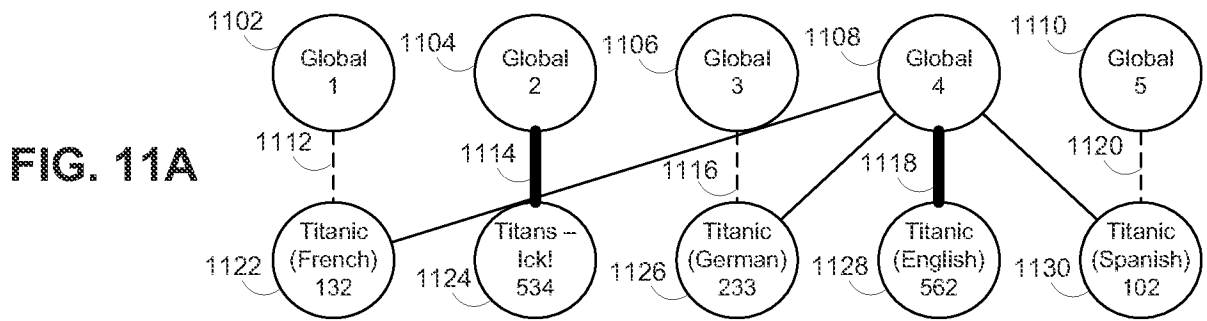 1102
1104
1106
1108
1110
Global
1
Global
2
Global
3
Global
4
Global
5
FIG. 11A
1112
1114
1116
1118
1120
Titanic
(French)
132
Titans –
Ick!
534
Titanic
(German)
233
Titanic
(English)
562
Titanic
(Spanish)
102
1122
1124
1126
1128
1130